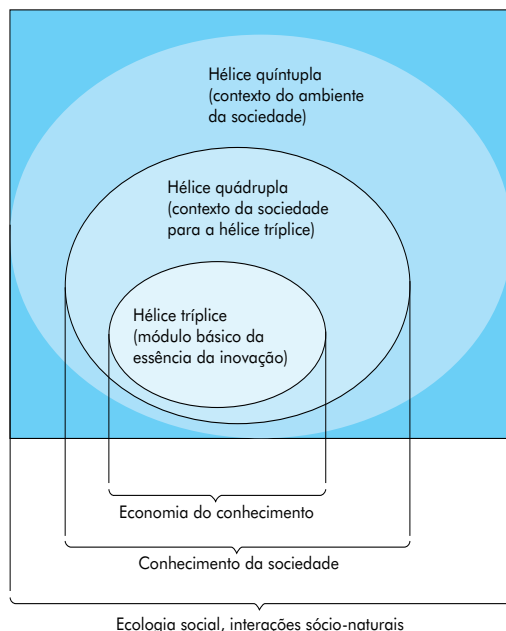 Hélice quíntupla
(contexto do ambiente
da sociedade)
Hélice quádrupla
(contexto da sociedade
para a hélice tríplice)
Hélice tríplice
(módulo básico da
essência da inovação)
Economia do conhecimento
Conhecimento da sociedade
Ecologia social, interações sócio-naturais